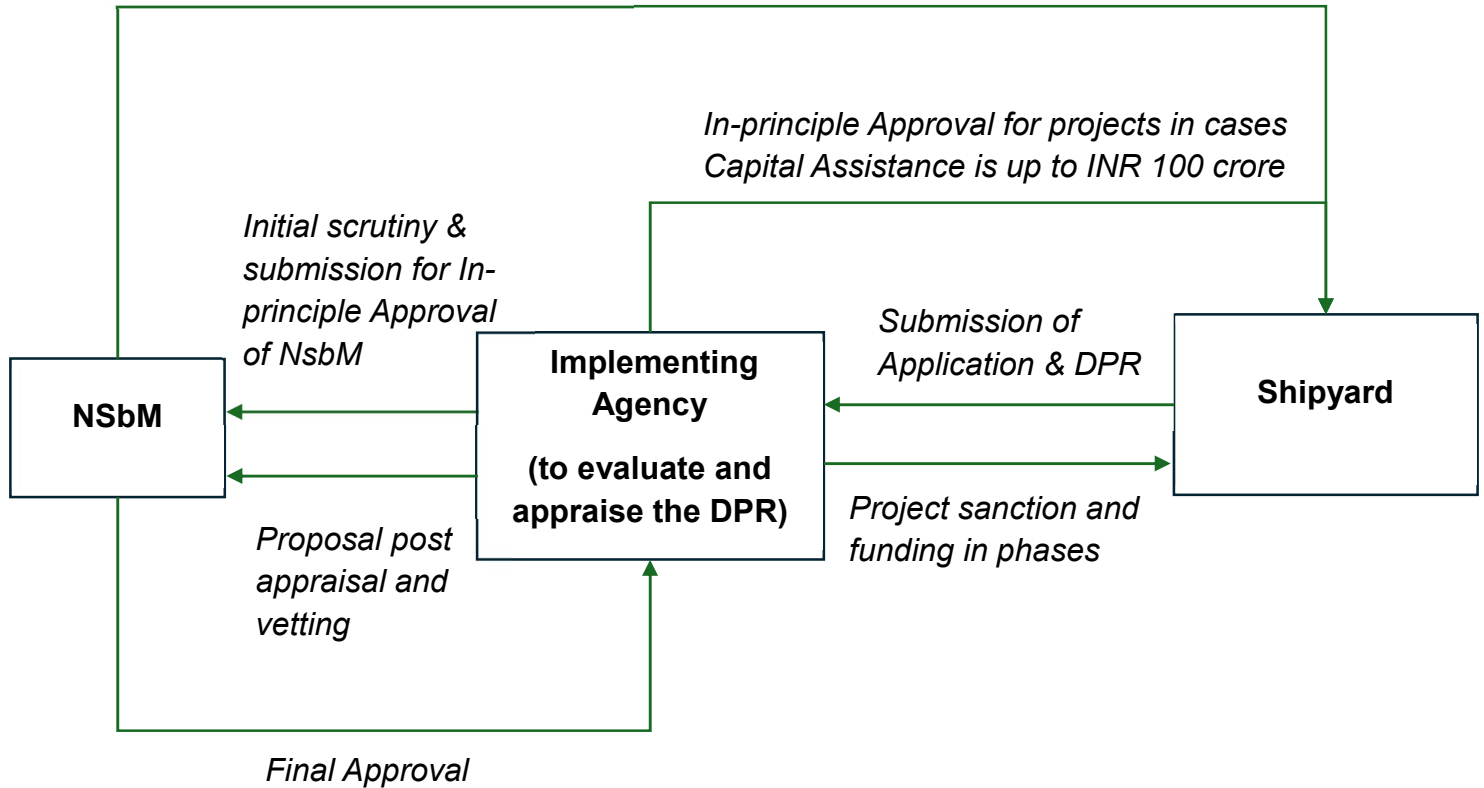 In-principle Approval for projects in cases
Capital Assistance is up to INR 100 crore
Initial scrutiny &
submission for In-
principle Approval
of NsbM
Submission of
Application & DPR
NSbM
Implementing
Agency
(to evaluate and
appraise the DPR)
Shipyard
Proposal post
appraisal and
vetting
Project sanction and
funding in phases
Final Approval